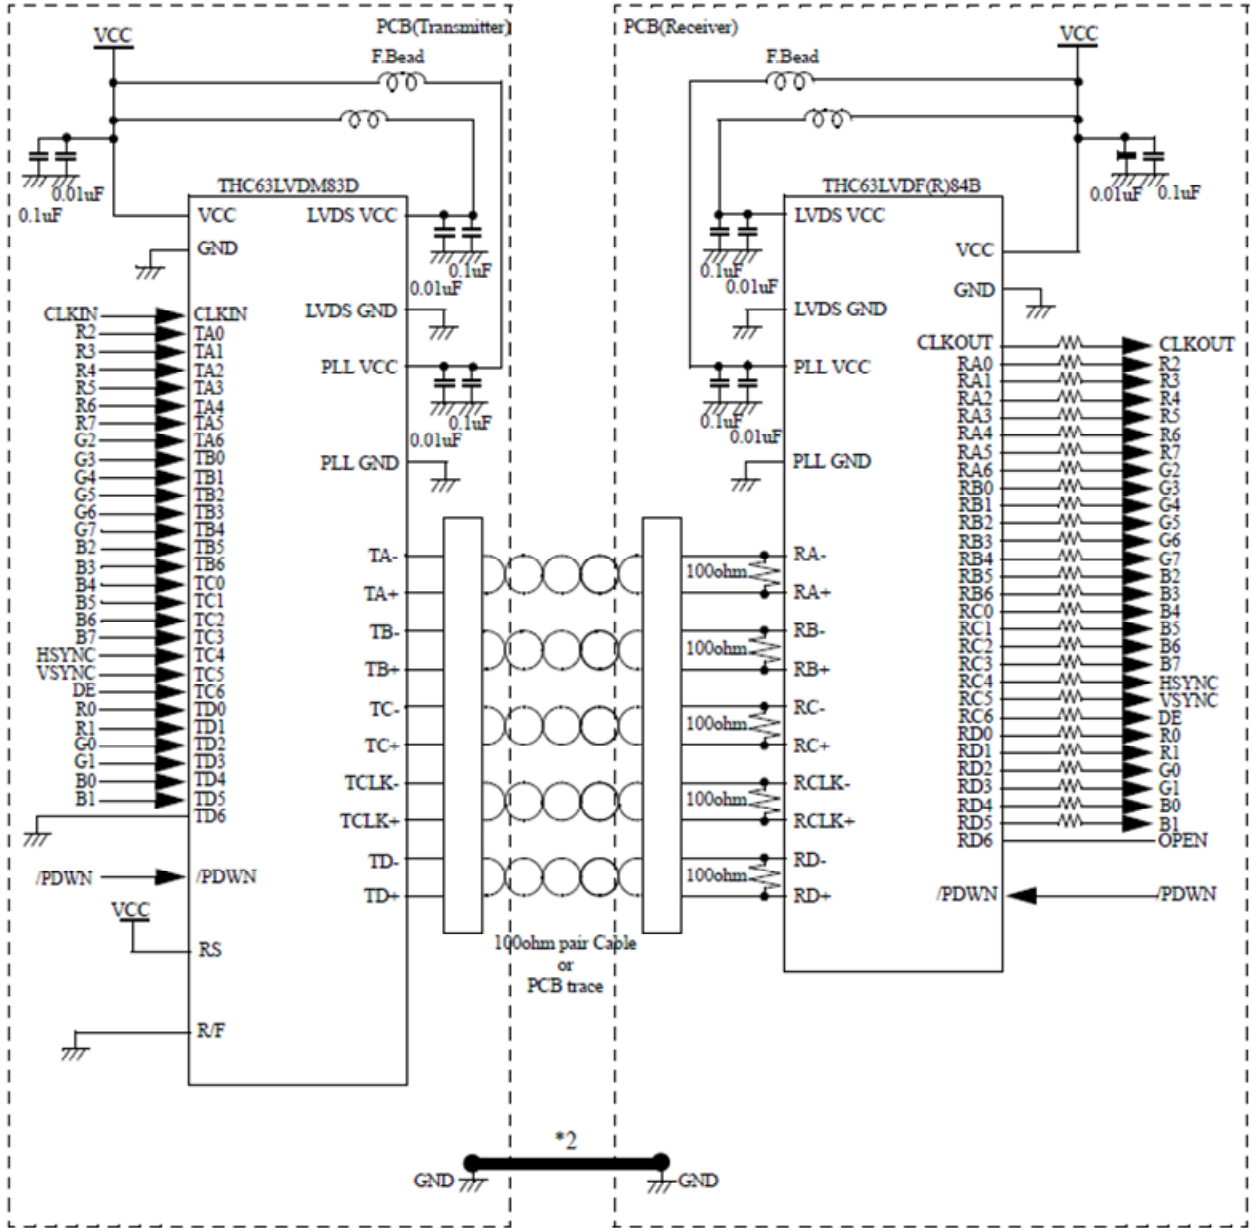 PCB(Transmitter)
PCB(Receiver)
VCC
F.Bead
F.Bead
VCC
0.01uF
0.1uF
0.01uF
0.1uF
THC63LVDM83D
VCC
LVDS VCC
GND
0.1uF
0.01uF
LVDS GND
PLL VCC
0.1uF
0.01uF
PLL GND
CLKIN CLKIN
R2 TA0
R3 TA1
R4 TA2
R5 TA3
R6 TA4
R7 TA5
G2 TA6
G3 TB0
G4 TB1
G5 TB2
G6 TB3
G7 TB4
B2 TB5
B3 TB6
B4 TC0
B5 TC1
B6 TC2
B7 TC3
HSYNC TC4
VSYNC TC5
DE TC6
R0 TD0
R1 TD1
G0 TD2
G1 TD3
B0 TD4
B1 TD5
TD6
/PDWN /PDWN
VCC
RS
R/F
TA-
TA+
TB-
TB+
TC-
TC+
TCLK-
TCLK+
TD-
TD+
100ohm pair Cable
or
PCB trace
THC63LVDF(R)84B
LVDS VCC
VCC
0.1uF
0.01uF
GND
LVDS GND
PLL VCC
0.1uF
0.01uF
PLL GND
100ohm RA-
RA+
100ohm RB-
RB+
100ohm RC-
RC+
100ohm RCLK-
RCLK+
100ohm RD-
RD+
CLKOUT CLKOUT
RA0 R2
RA1 R3
RA2 R4
RA3 R5
RA4 R6
RA5 R7
RA6 G2
RB0 G3
RB1 G4
RB2 G5
RB3 G6
RB4 G7
RB5 B2
RB6 B3
RC0 B4
RC1 B5
RC2 B6
RC3 B7
RC4 HSYNC
RC5 VSYNC
RC6 DE
RD0 R0
RD1 R1
RD2 G0
RD3 G1
RD4 B0
RD5 B1
RD6 OPEN
/PDWN /PDWN
*2
GND GND